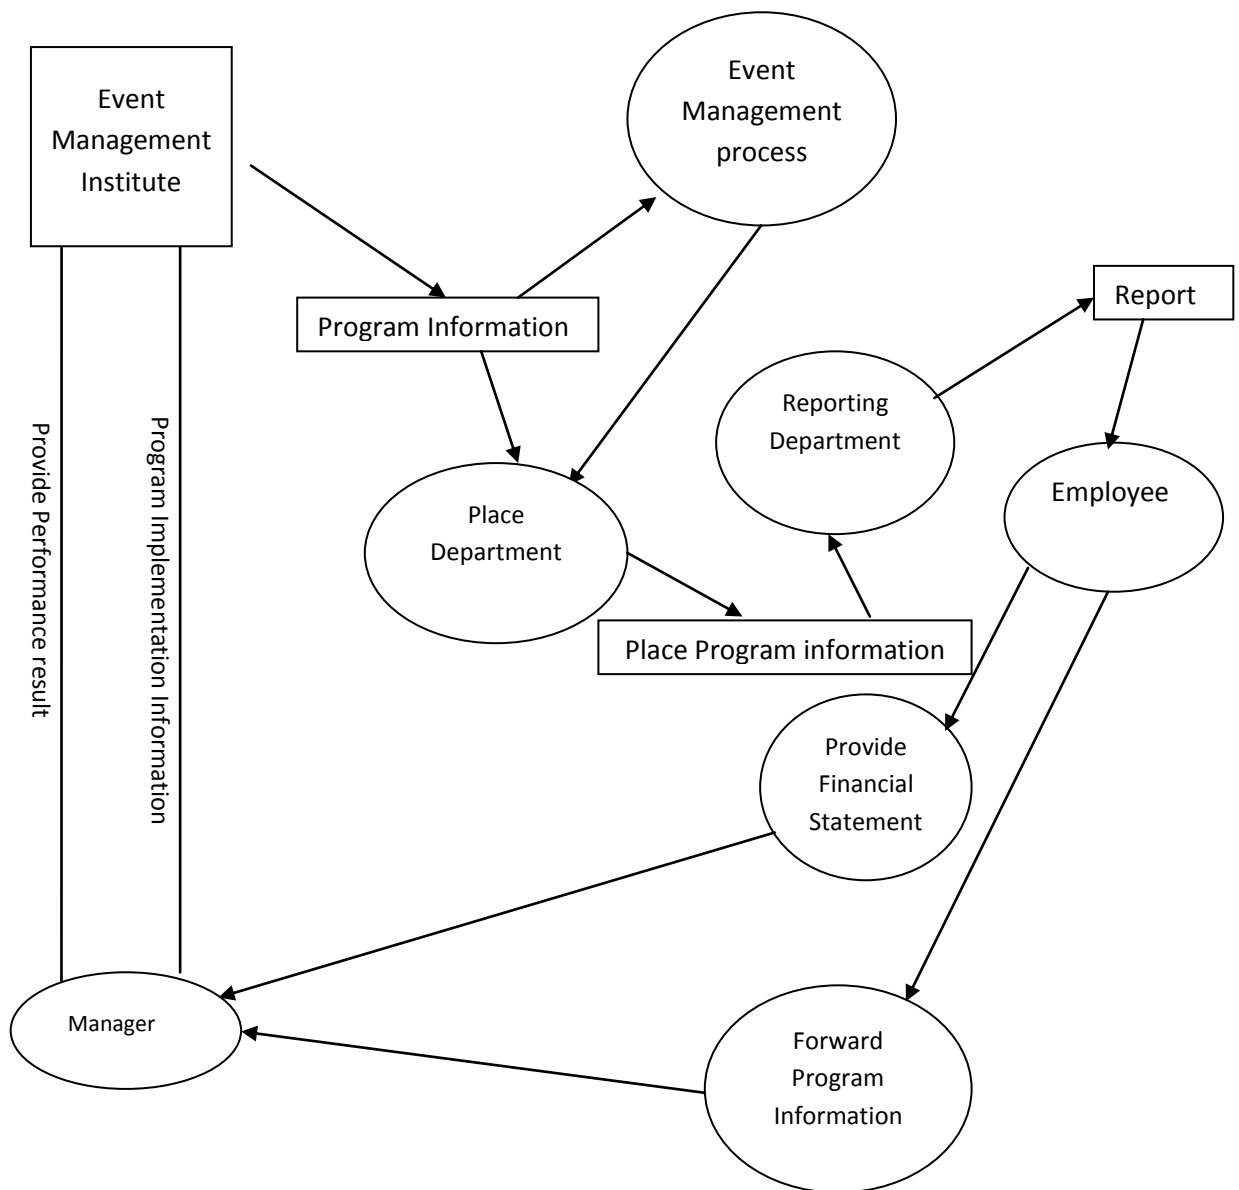 Event
Management
Institute
Event
Management
process
Program Information
Report
Reporting
Department
Employee
Place
Department
Place Program information
Provide Performance result
Program Implementation Information
Provide
Financial
Statement
Manager
Forward
Program
Information